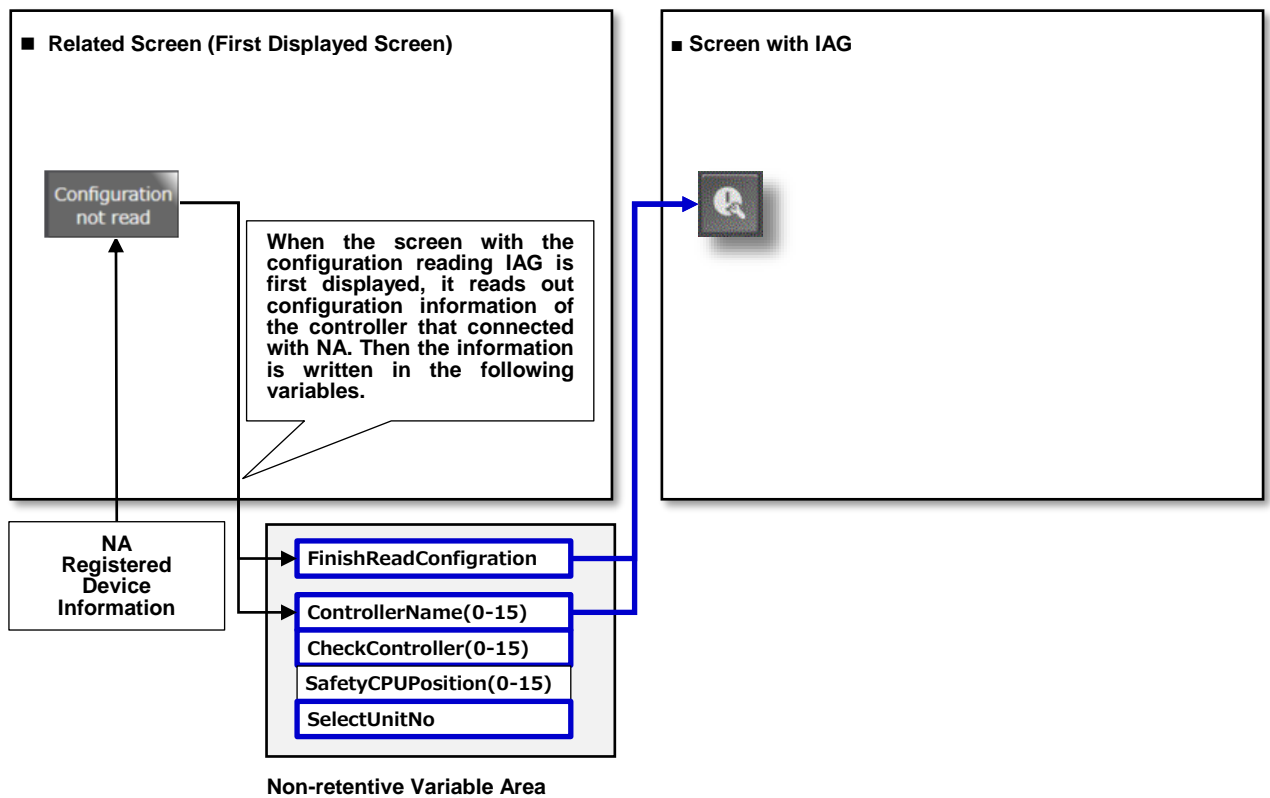 ■ Related Screen (First Displayed Screen)
Configuration
not read
When the screen with the
configuration reading IAG is
first displayed, it reads out
configuration information of
the controller that connected
with NA. Then the information
is written in the following
variables.
■ Screen with IAG
NA
Registered
Device
Information
FinishReadConfigration
ControllerName(0-15)
CheckController(0-15)
SafetyCPUPosition(0-15)
SelectUnitNo
Non-retentive Variable Area